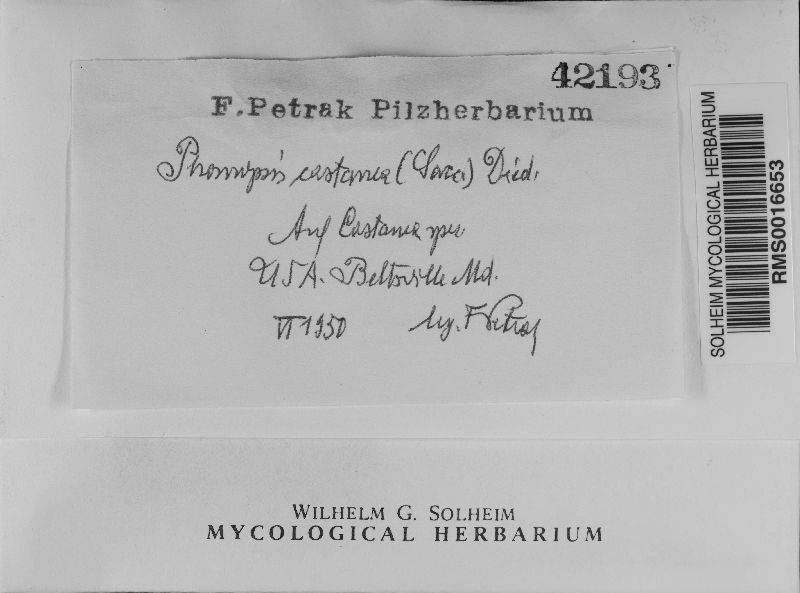 42193
F. Petrak Pilzherbarium
Phomopsis castanea (Sacc) Died.
Auf Castanea spec
USA. Beltsville Md.
VI 1950 leg. F. Petrak
SOLHEIM MYCOLOGICAL HERBARIUM
RMS0016653
WILHELM G. SOLHEIM
MYCOLOGICAL HERBARIUM